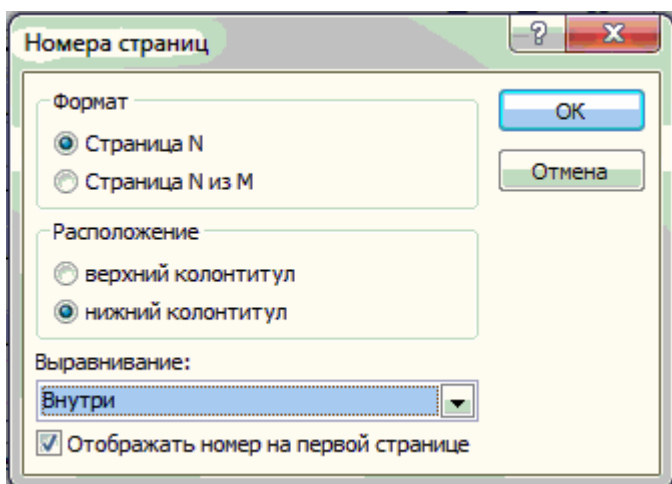 Номера страниц
Формат
Страница N
Страница N из M
Расположение
верхний колонтитул
нижний колонтитул
Выравнивание:
Внутри
Отображать номер на первой странице
ОК
Отмена